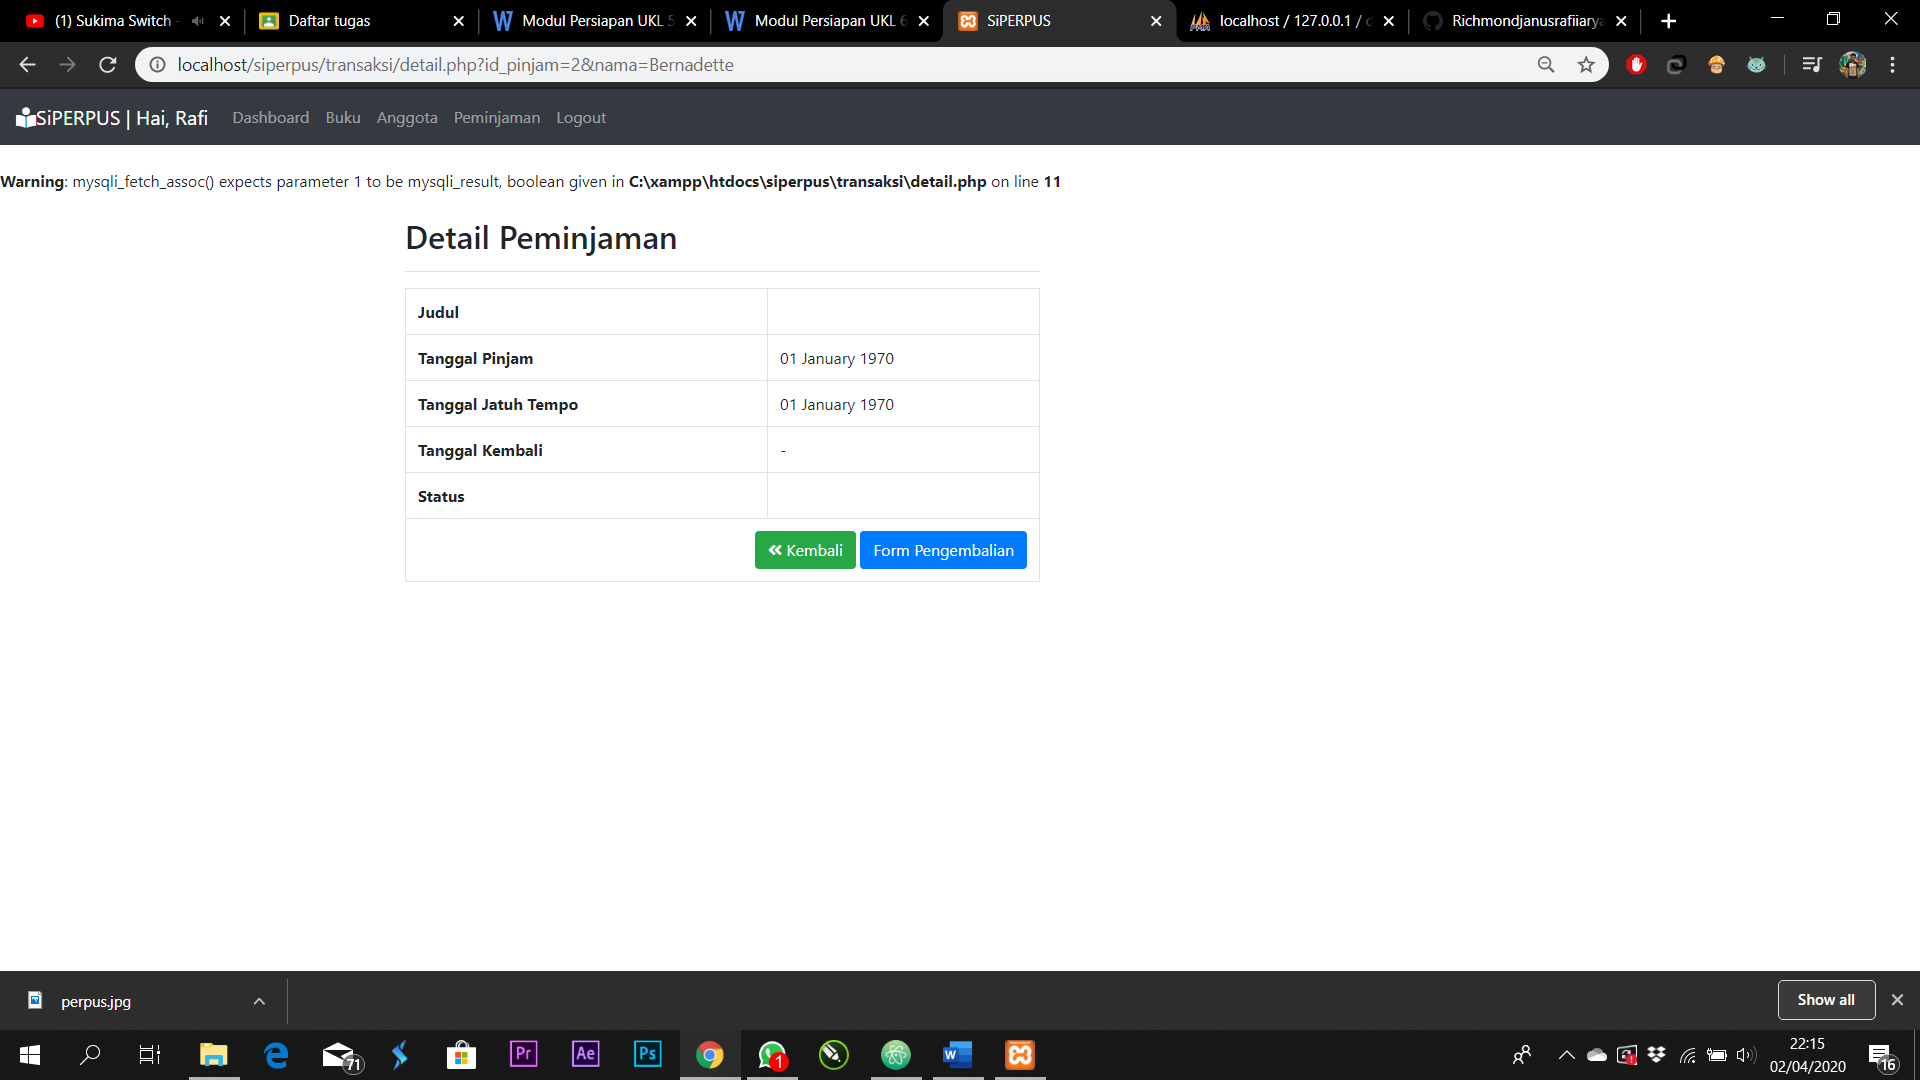 (1) Sukima Switch -
Daftar tugas
Modul Persiapan UKL 5
Modul Persiapan UKL 6
SiPERPUS
localhost / 127.0.0.1 /
Richmondjanusrafiiarya
localhost/siperpus/transaksi/detail.php?id_pinjam=2&nama=Bernadette
SiPERPUS | Hai, Rafi
Dashboard
Buku
Anggota
Peminjaman
Logout
Warning: mysqli_fetch_assoc() expects parameter 1 to be mysqli_result, boolean given in C:\xampp\htdocs\siperpus\transaksi\detail.php on line 11
Detail Peminjaman
Judul
Tanggal Pinjam 01 January 1970
Tanggal Jatuh Tempo 01 January 1970
Tanggal Kembali -
Status
Kembali
Form Pengembalian
perpus.jpg
Show all
71
Pr
Ae
Ps
1
W
22:15
02/04/2020
16